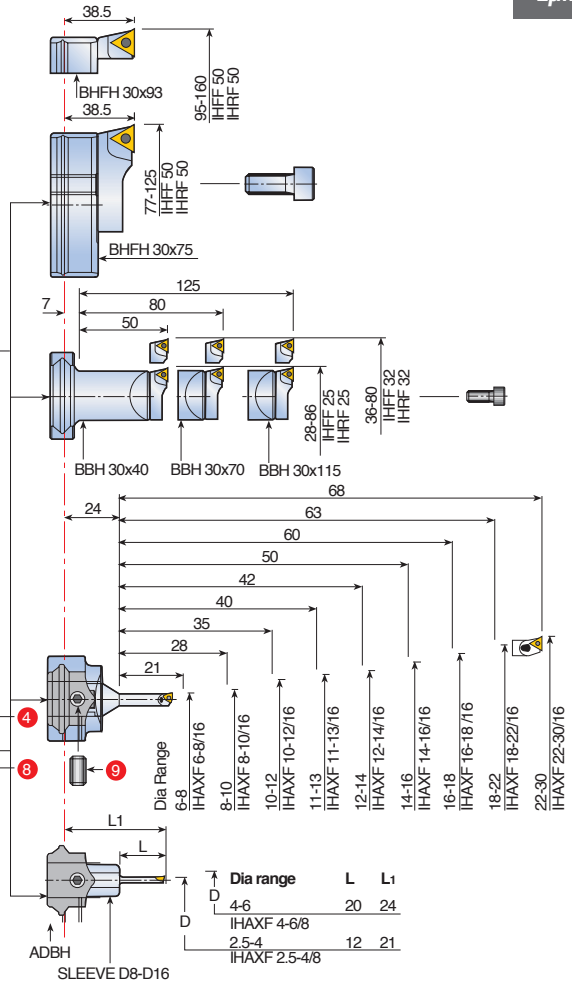 38.5
BHFH 30x93
95-160
IHFF 50
IHRF 50
38.5
77-125
IHFF 50
IHRF 50
BHFH 30x75
125
7
80
50
28-86
IHFF 25
IHRF 25
36-80
IHFF 32
IHRF 32
BBH 30x40
BBH 30x70
BBH 30x115
68
24
63
60
50
42
40
35
28
21
4
8
9
Dia Range
6-8
IHAXF 6-8/16
8-10
IHAXF 8-10/16
10-12
IHAXF 10-12/16
11-13
IHAXF 11-13/16
12-14
IHAXF 12-14/16
14-16
IHAXF 14-16/16
16-18
IHAXF 16-18 /16
18-22
IHAXF 18-22/16
22-30
IHAXF 22-30/16
L1
L
D
D
Dia range L L1
4-6 20 24
IHAXF 4-6/8
2.5-4 12 21
IHAXF 2.5-4/8
ADBH
SLEEVE D8-D16